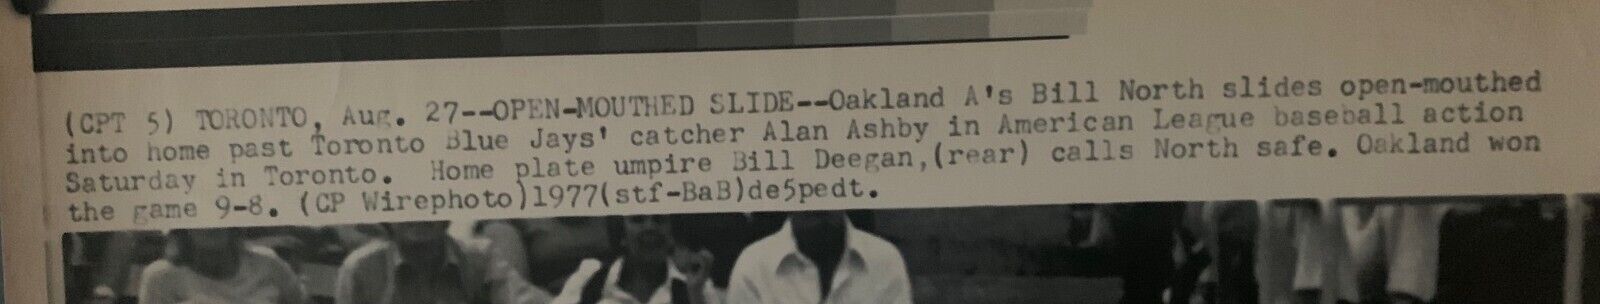 (CPT 5) TORONTO, Aug. 27--OPEN-MOUTHED SLIDE--Oakland A's Bill North slides open-mouthed
into home past Toronto Blue Jays' catcher Alan Ashby in American League baseball action
Saturday in Toronto. Home plate umpire Bill Deegan,(rear) calls North safe. Oakland won
the game 9-8. (CP Wirephoto)1977(stf-BaB)de5pedt.